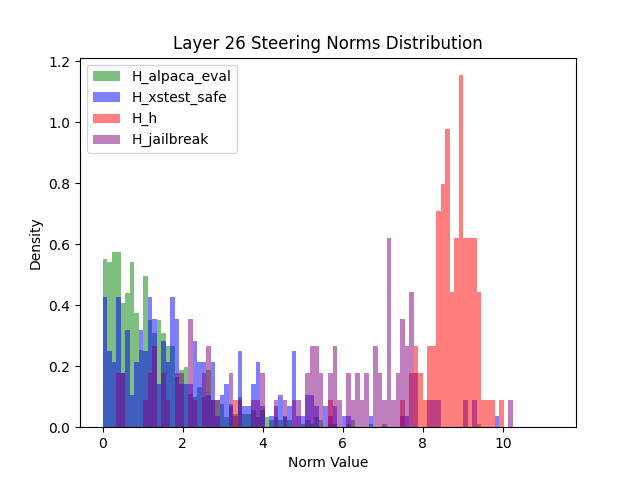 Layer 26 Steering Norms Distribution
H_alpaca_eval
H_xstest_safe
H_h
H_jailbreak
Density
1.2
1.0
0.8
0.6
0.4
0.2
0.0
0 2 4 6 8 10
Norm Value